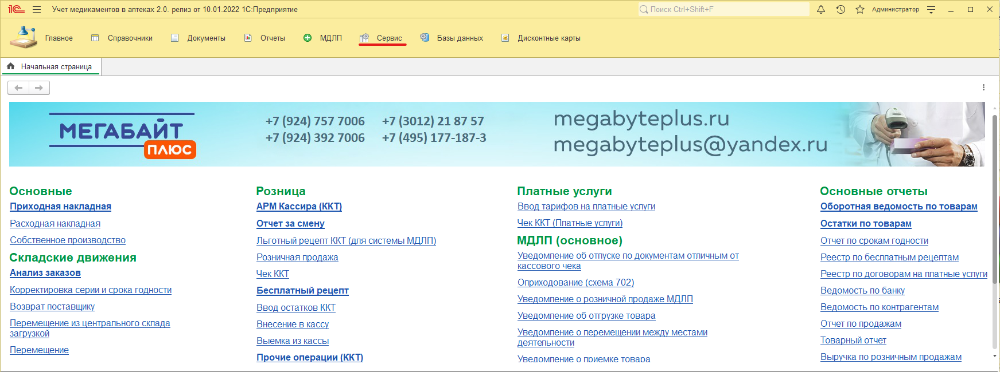 1С Учет медикаментов в аптеках 2.0. релиз от 10.01.2022 1С:Предприятие Поиск Ctrl+Shift+F Администратор
Главное Справочники Документы Отчеты МДЛП Сервис Базы данных Дисконтные карты
Начальная страница
МЕГАБАЙТ
ПЛЮС
+7 (924) 757 7006 +7 (3012) 21 87 57
+7 (924) 392 7006 +7 (495) 177-187-3
megabyteplus.ru
megabyteplus@yandex.ru
Основные
Приходная накладная
Расходная накладная
Собственное производство
Складские движения
Анализ заказов
Корректировка серии и срока годности
Возврат поставщику
Перемещение из центрального склада
загрузкой
Перемещение
Розница
АРМ Кассира (ККТ)
Отчет за смену
Льготный рецепт ККТ (для системы МДЛП)
Розничная продажа
Чек ККТ
Бесплатный рецепт
Ввод остатков ККТ
Внесение в кассу
Выемка из кассы
Прочие операции (ККТ)
Платные услуги
Ввод тарифов на платные услуги
Чек ККТ (Платные услуги)
МДЛП (основное)
Уведомление об отпуске по документам отличным от
кассового чека
Оприходование (схема 702)
Уведомление о розничной продаже МДЛП
Уведомление об отгрузке товара
Уведомление о перемещении между местами
деятельности
Уведомление о приемке товара
Основные отчеты
Оборотная ведомость по товарам
Остатки по товарам
Отчет по срокам годности
Реестр по бесплатным рецептам
Реестр по договорам на платные услуги
Ведомость по банку
Ведомость по контрагентам
Отчет по продажам
Товарный отчет
Выручка по розничным продажам